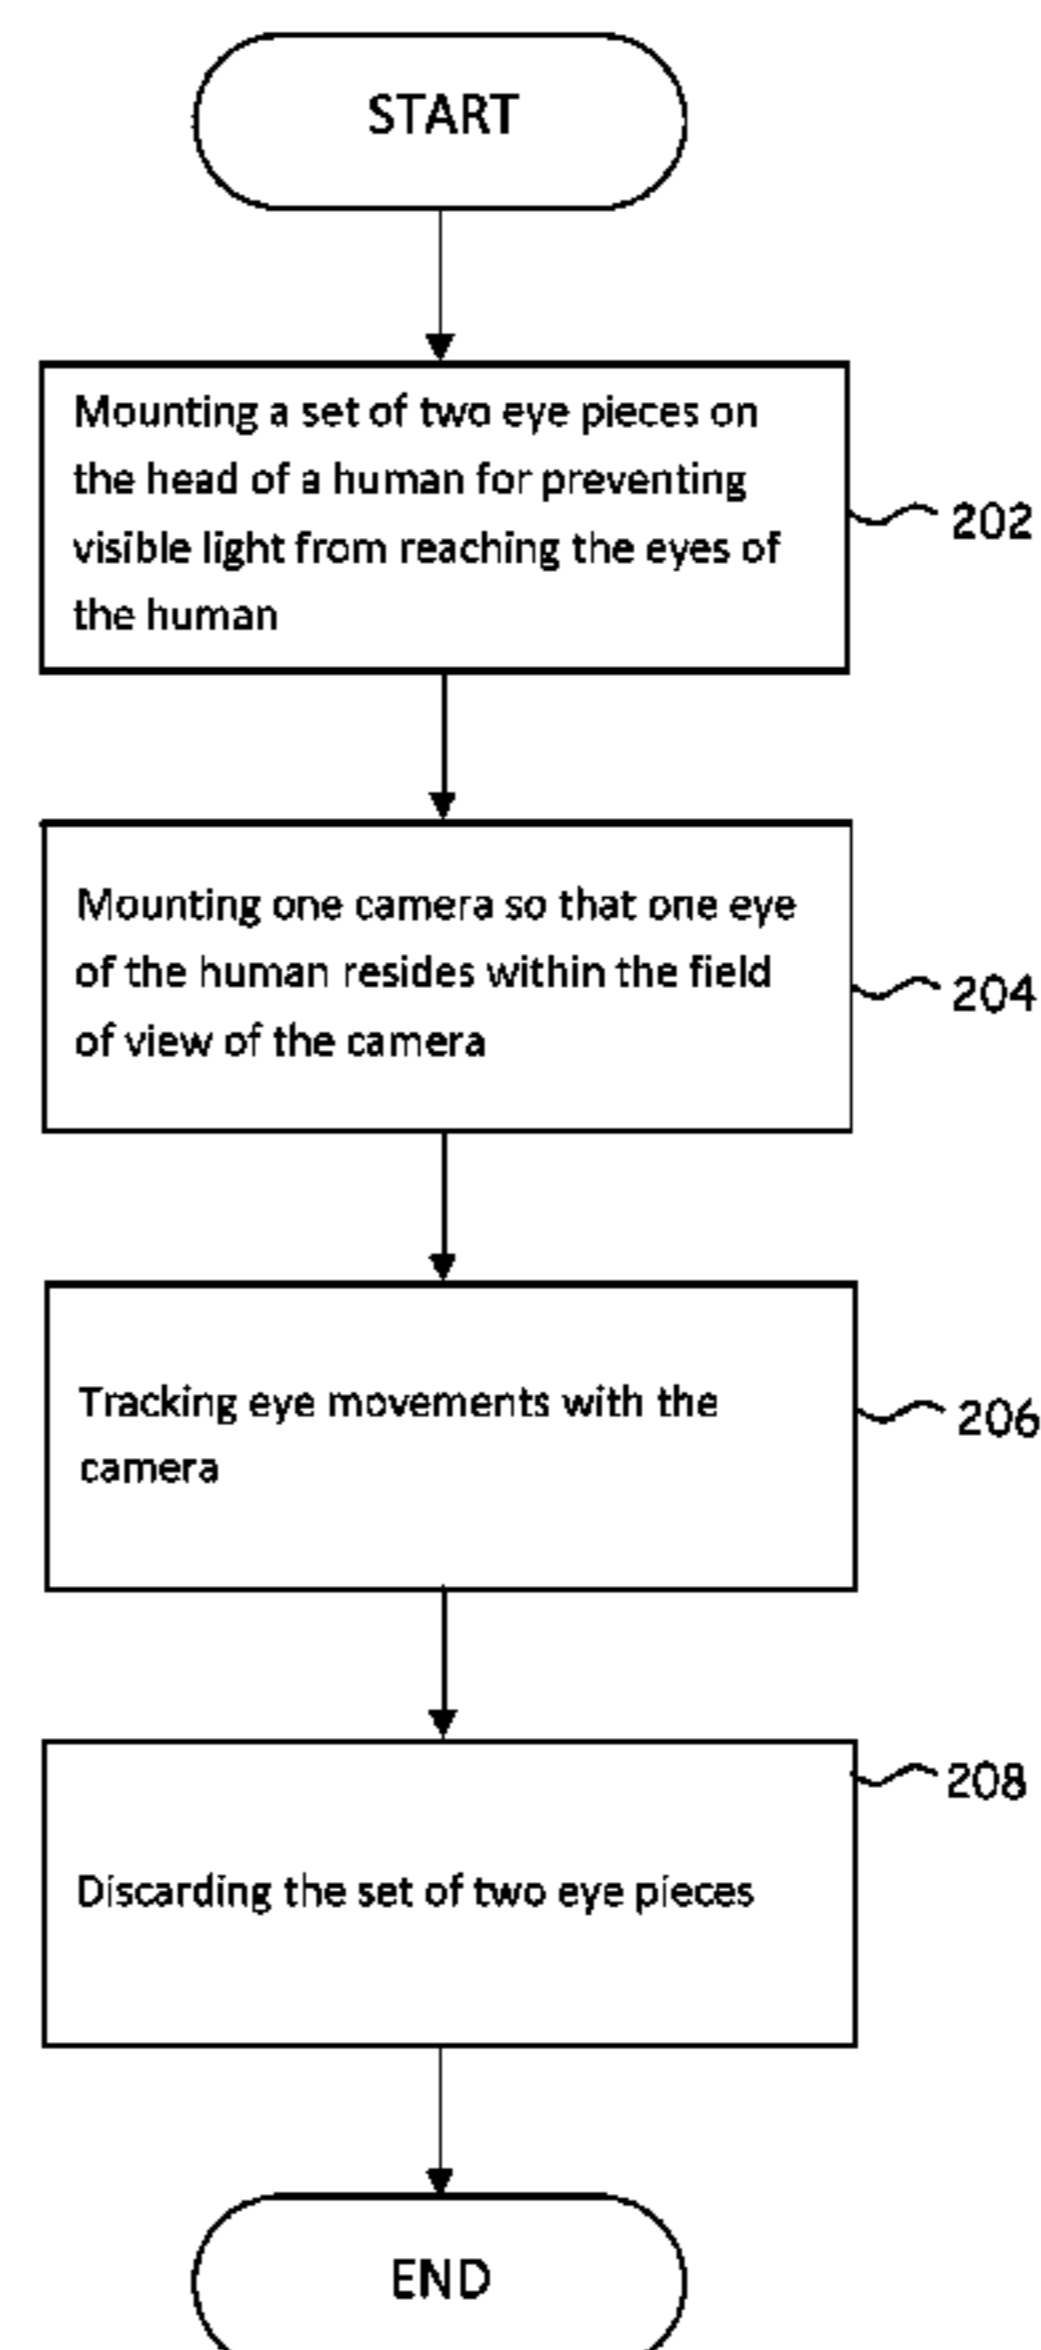 START
Mounting a set of two eye pieces on
the head of a human for preventing
visible light from reaching the eyes of
the human
202
Mounting one camera so that one eye
of the human resides within the field
of view of the camera
204
Tracking eye movements with the
camera
206
208
Discarding the set of two eye pieces
END